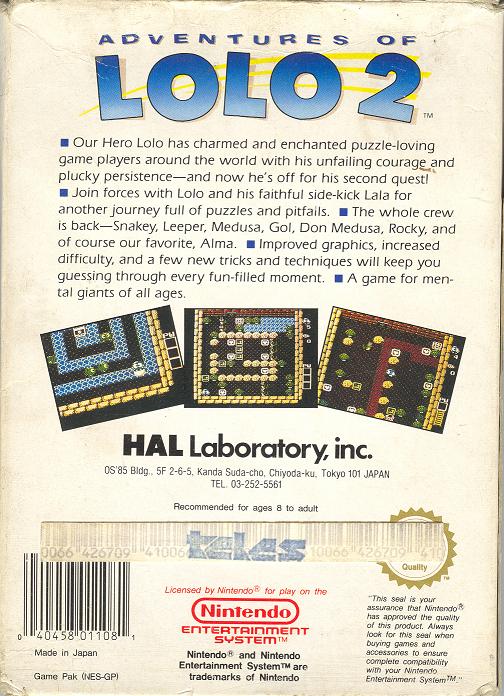 ADVENTURES OF
LOLO 2
TM
■ Our Hero Lolo has charmed and enchanted puzzle-loving
game players around the world with his unfailing courage and
plucky persistence—and now he's off for his second quest!
■ Join forces with Lolo and his faithful side-kick Lala for
another journey full of puzzles and pitfalls. ■ The whole crew
is back—Snakey, Leeper, Medusa, Gol, Don Medusa, Rocky, and
of course our favorite, Alma. ■ Improved graphics, increased
difficulty, and a few new tricks and techniques will keep you
guessing through every fun-filled moment. ■ A game for men-
tal giants of all ages.
HAL Laboratory, inc.
OS'85 Bldg., 5F 2-6-5, Kanda Suda-cho, Chiyoda-ku, Tokyo 101 JAPAN
TEL. 03-252-5561
Recommended for ages 8 to adult
0066 426709 41006 teles 10066 426709 410
Quality
TM
0 40458 01108 1
Made in Japan
Game Pak (NES-GP)
Licensed by Nintendo® for play on the
Nintendo®
ENTERTAINMENT
SYSTEM™
Nintendo® and Nintendo
Entertainment System™ are
trademarks of Nintendo
"This seal is your
assurance that Nintendo®
has approved the quality
of this product. Always
look for this seal when
buying games and
accessories to ensure
complete compatibility
with your Nintendo
Entertainment System™."